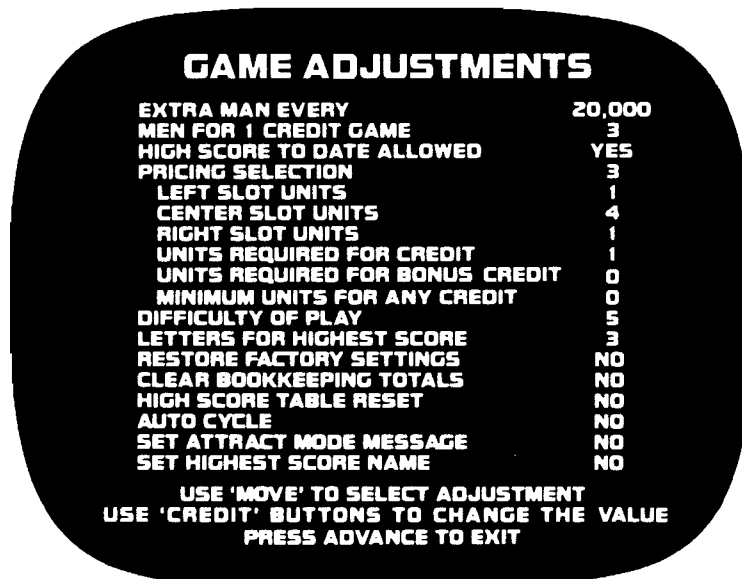 GAME ADJUSTMENTS
EXTRA MAN EVERY 20,000
MEN FOR 1 CREDIT GAME 3
HIGH SCORE TO DATE ALLOWED YES
PRICING SELECTION 3
LEFT SLOT UNITS 1
CENTER SLOT UNITS 4
RIGHT SLOT UNITS 1
UNITS REQUIRED FOR CREDIT 1
UNITS REQUIRED FOR BONUS CREDIT 0
MINIMUM UNITS FOR ANY CREDIT 0
DIFFICULTY OF PLAY 5
LETTERS FOR HIGHEST SCORE 3
RESTORE FACTORY SETTINGS NO
CLEAR BOOKKEEPING TOTALS NO
HIGH SCORE TABLE RESET NO
AUTO CYCLE NO
SET ATTRACT MODE MESSAGE NO
SET HIGHEST SCORE NAME NO
USE 'MOVE' TO SELECT ADJUSTMENT
USE 'CREDIT' BUTTONS TO CHANGE THE VALUE
PRESS ADVANCE TO EXIT